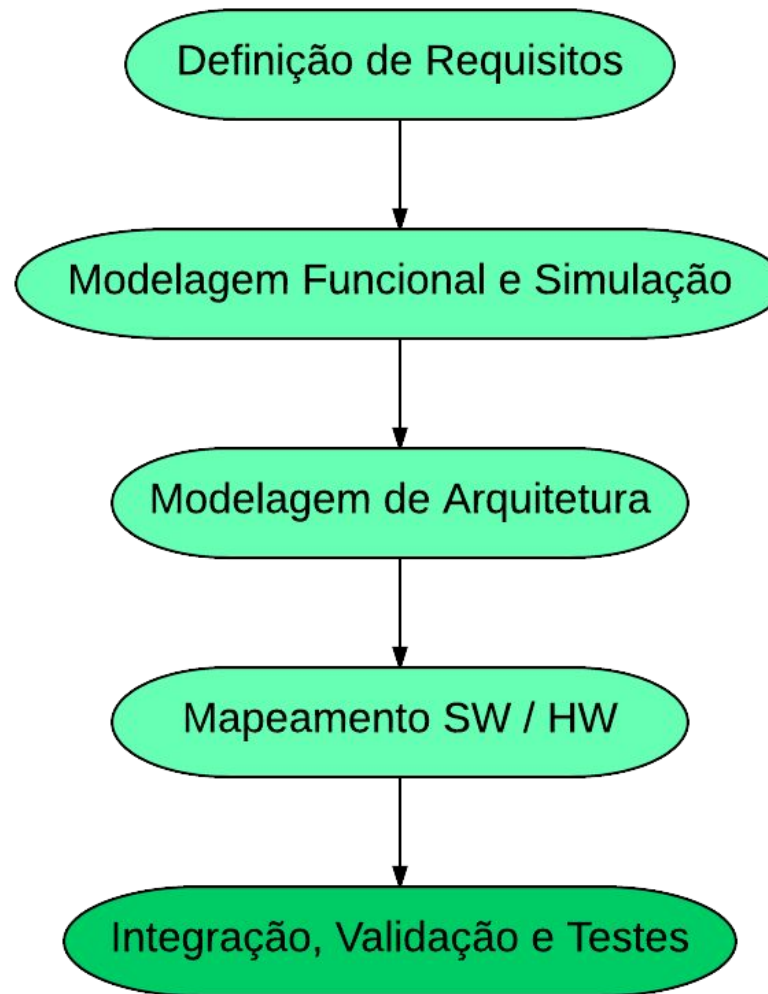 Definição de Requisitos
Modelagem Funcional e Simulação
Modelagem de Arquitetura
Mapeamento SW / HW
Integração, Validação e Testes